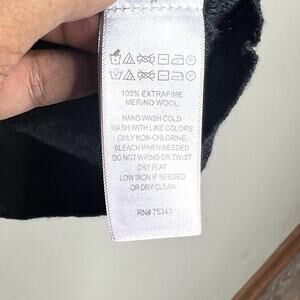 100% EXTRAFINE
MERINO WOOL
HAND WASH COLD
WASH WITH LIKE COLORS
ONLY NON-CHLORINE,
BLEACH WHEN NEEDED
DO NOT WRING OR TWIST
DRY FLAT
LOW IRON IF NEEDED
OR DRY CLEAN
RN# 75343